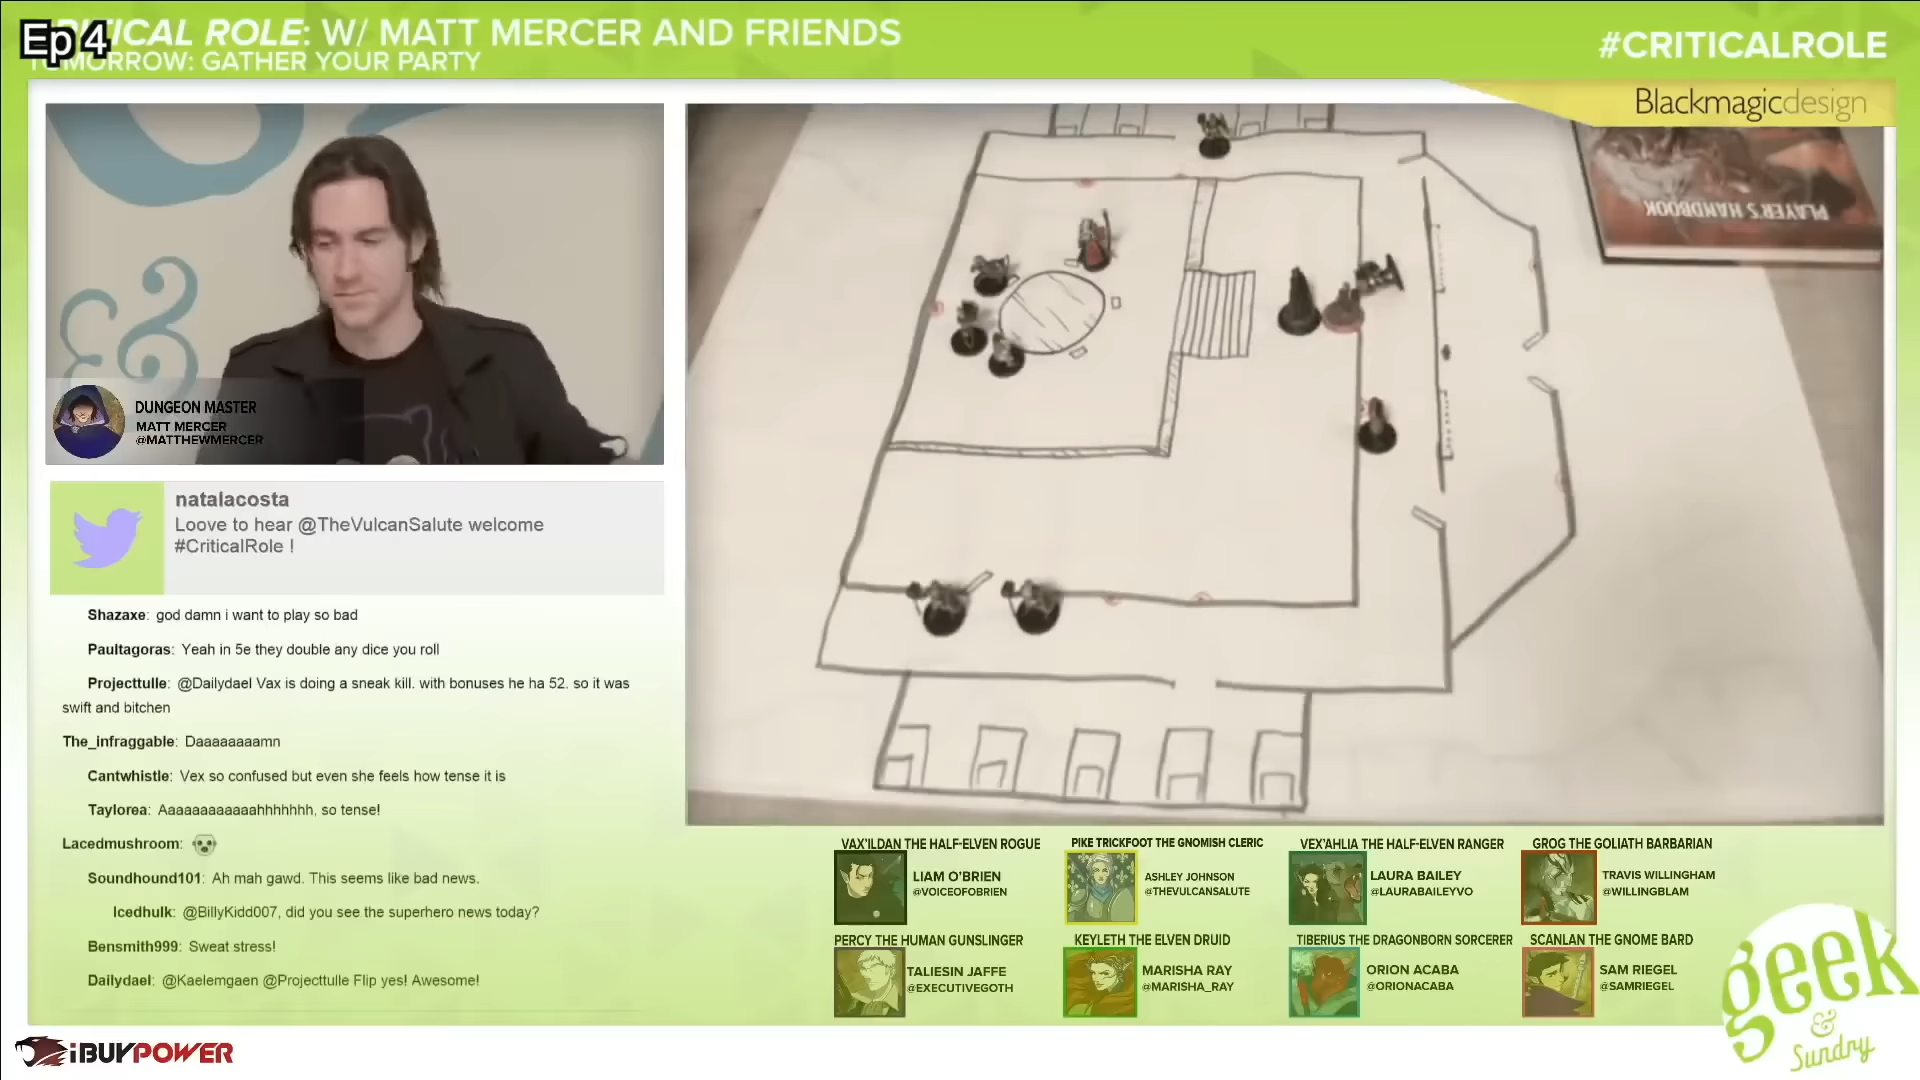 Ep 4
ICAL ROLE: W/ MATT MERCER AND FRIENDS
TOMORROW: GATHER YOUR PARTY
#CRITICALROLE
Blackmagicdesign
PLAYER'S HANDBOOK
DUNGEON MASTER
MATT MERCER
@MATTHEWMERCER
natalacosta
Loove to hear @TheVulcanSalute welcome
#CriticalRole !
Shazaxe: god damn i want to play so bad
Paultagoras: Yeah in 5e they double any dice you roll
Projecttulle: @Dailydael Vax is doing a sneak kill. with bonuses he ha 52. so it was
swift and bitchen
The_infraggable: Daaaaaaaamn
Cantwhistle: Vex so confused but even she feels how tense it is
Taylorea: Aaaaaaaaaaaahhhhhhh, so tense!
Lacedmushroom:
Soundhound101: Ah mah gawd. This seems like bad news.
Icedhulk: @BillyKidd007, did you see the superhero news today?
Bensmith999: Sweat stress!
Dailydael: @Kaelemgaen @Projecttulle Flip yes! Awesome!
VAX'ILDAN THE HALF-ELVEN ROGUE
LIAM O'BRIEN
@VOICEOFOBRIEN
PIKE TRICKFOOT THE GNOMISH CLERIC
ASHLEY JOHNSON
@THEVULCANSALUTE
VEX'AHLIA THE HALF-ELVEN RANGER
LAURA BAILEY
@LAURABAILEYVO
GROG THE GOLIATH BARBARIAN
TRAVIS WILLINGHAM
@WILLINGBLAM
PERCY THE HUMAN GUNSLINGER
TALIESIN JAFFE
@EXECUTIVEGOTH
KEYLETH THE ELVEN DRUID
MARISHA RAY
@MARISHA_RAY
TIBERIUS THE DRAGONBORN SORCERER
ORION ACABA
@ORIONACABA
SCANLAN THE GNOME BARD
SAM RIEGEL
@SAMRIEGEL
iBUYPOWER
geek
&
Sundry